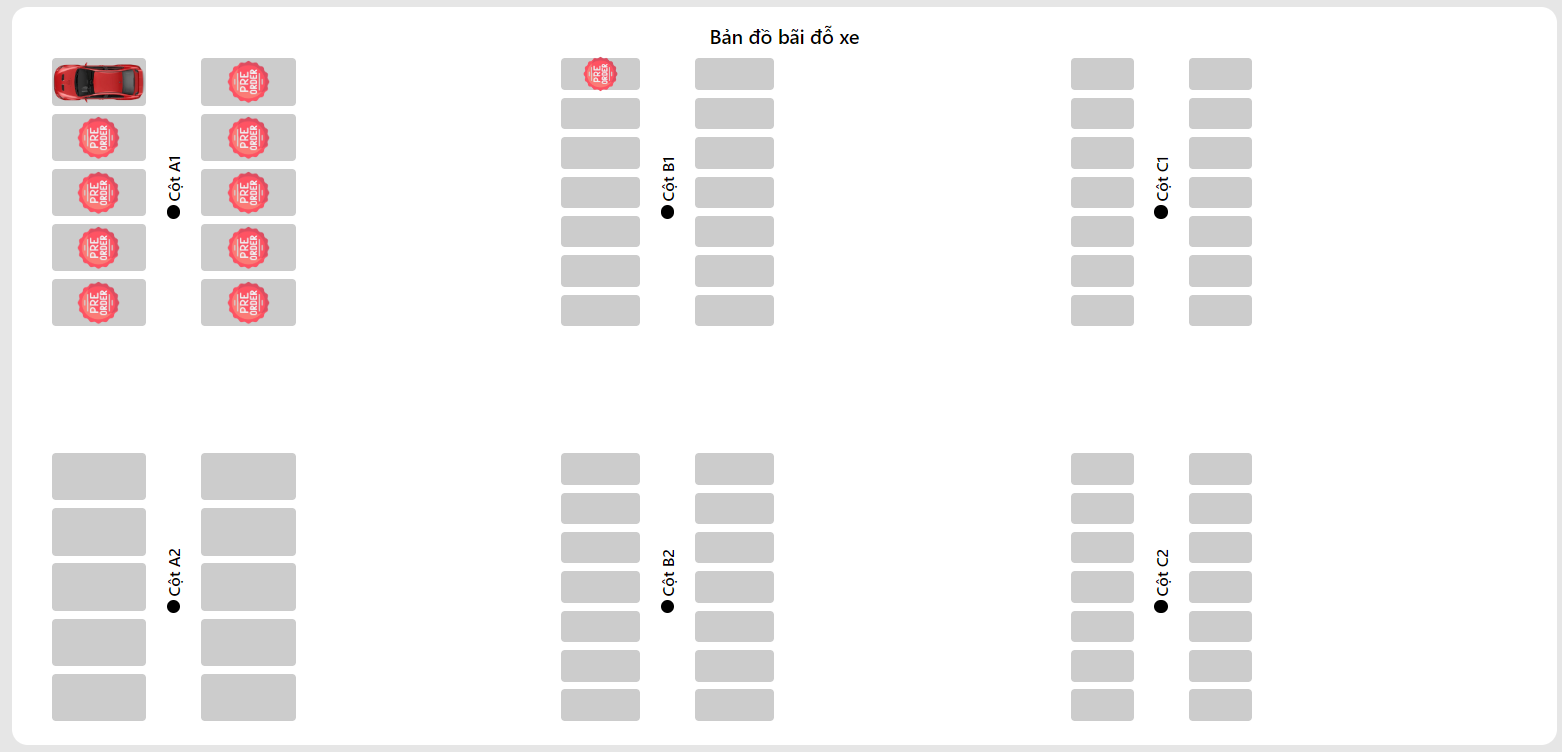 Bản đồ bãi đỗ xe
PRE
ORDER
PRE
ORDER
PRE
ORDER
PRE
ORDER
PRE
ORDER
PRE
ORDER
PRE
ORDER
PRE
ORDER
PRE
ORDER
Cột A1
PRE
ORDER
Cột B1
Cột C1
Cột A2
Cột B2
Cột C2